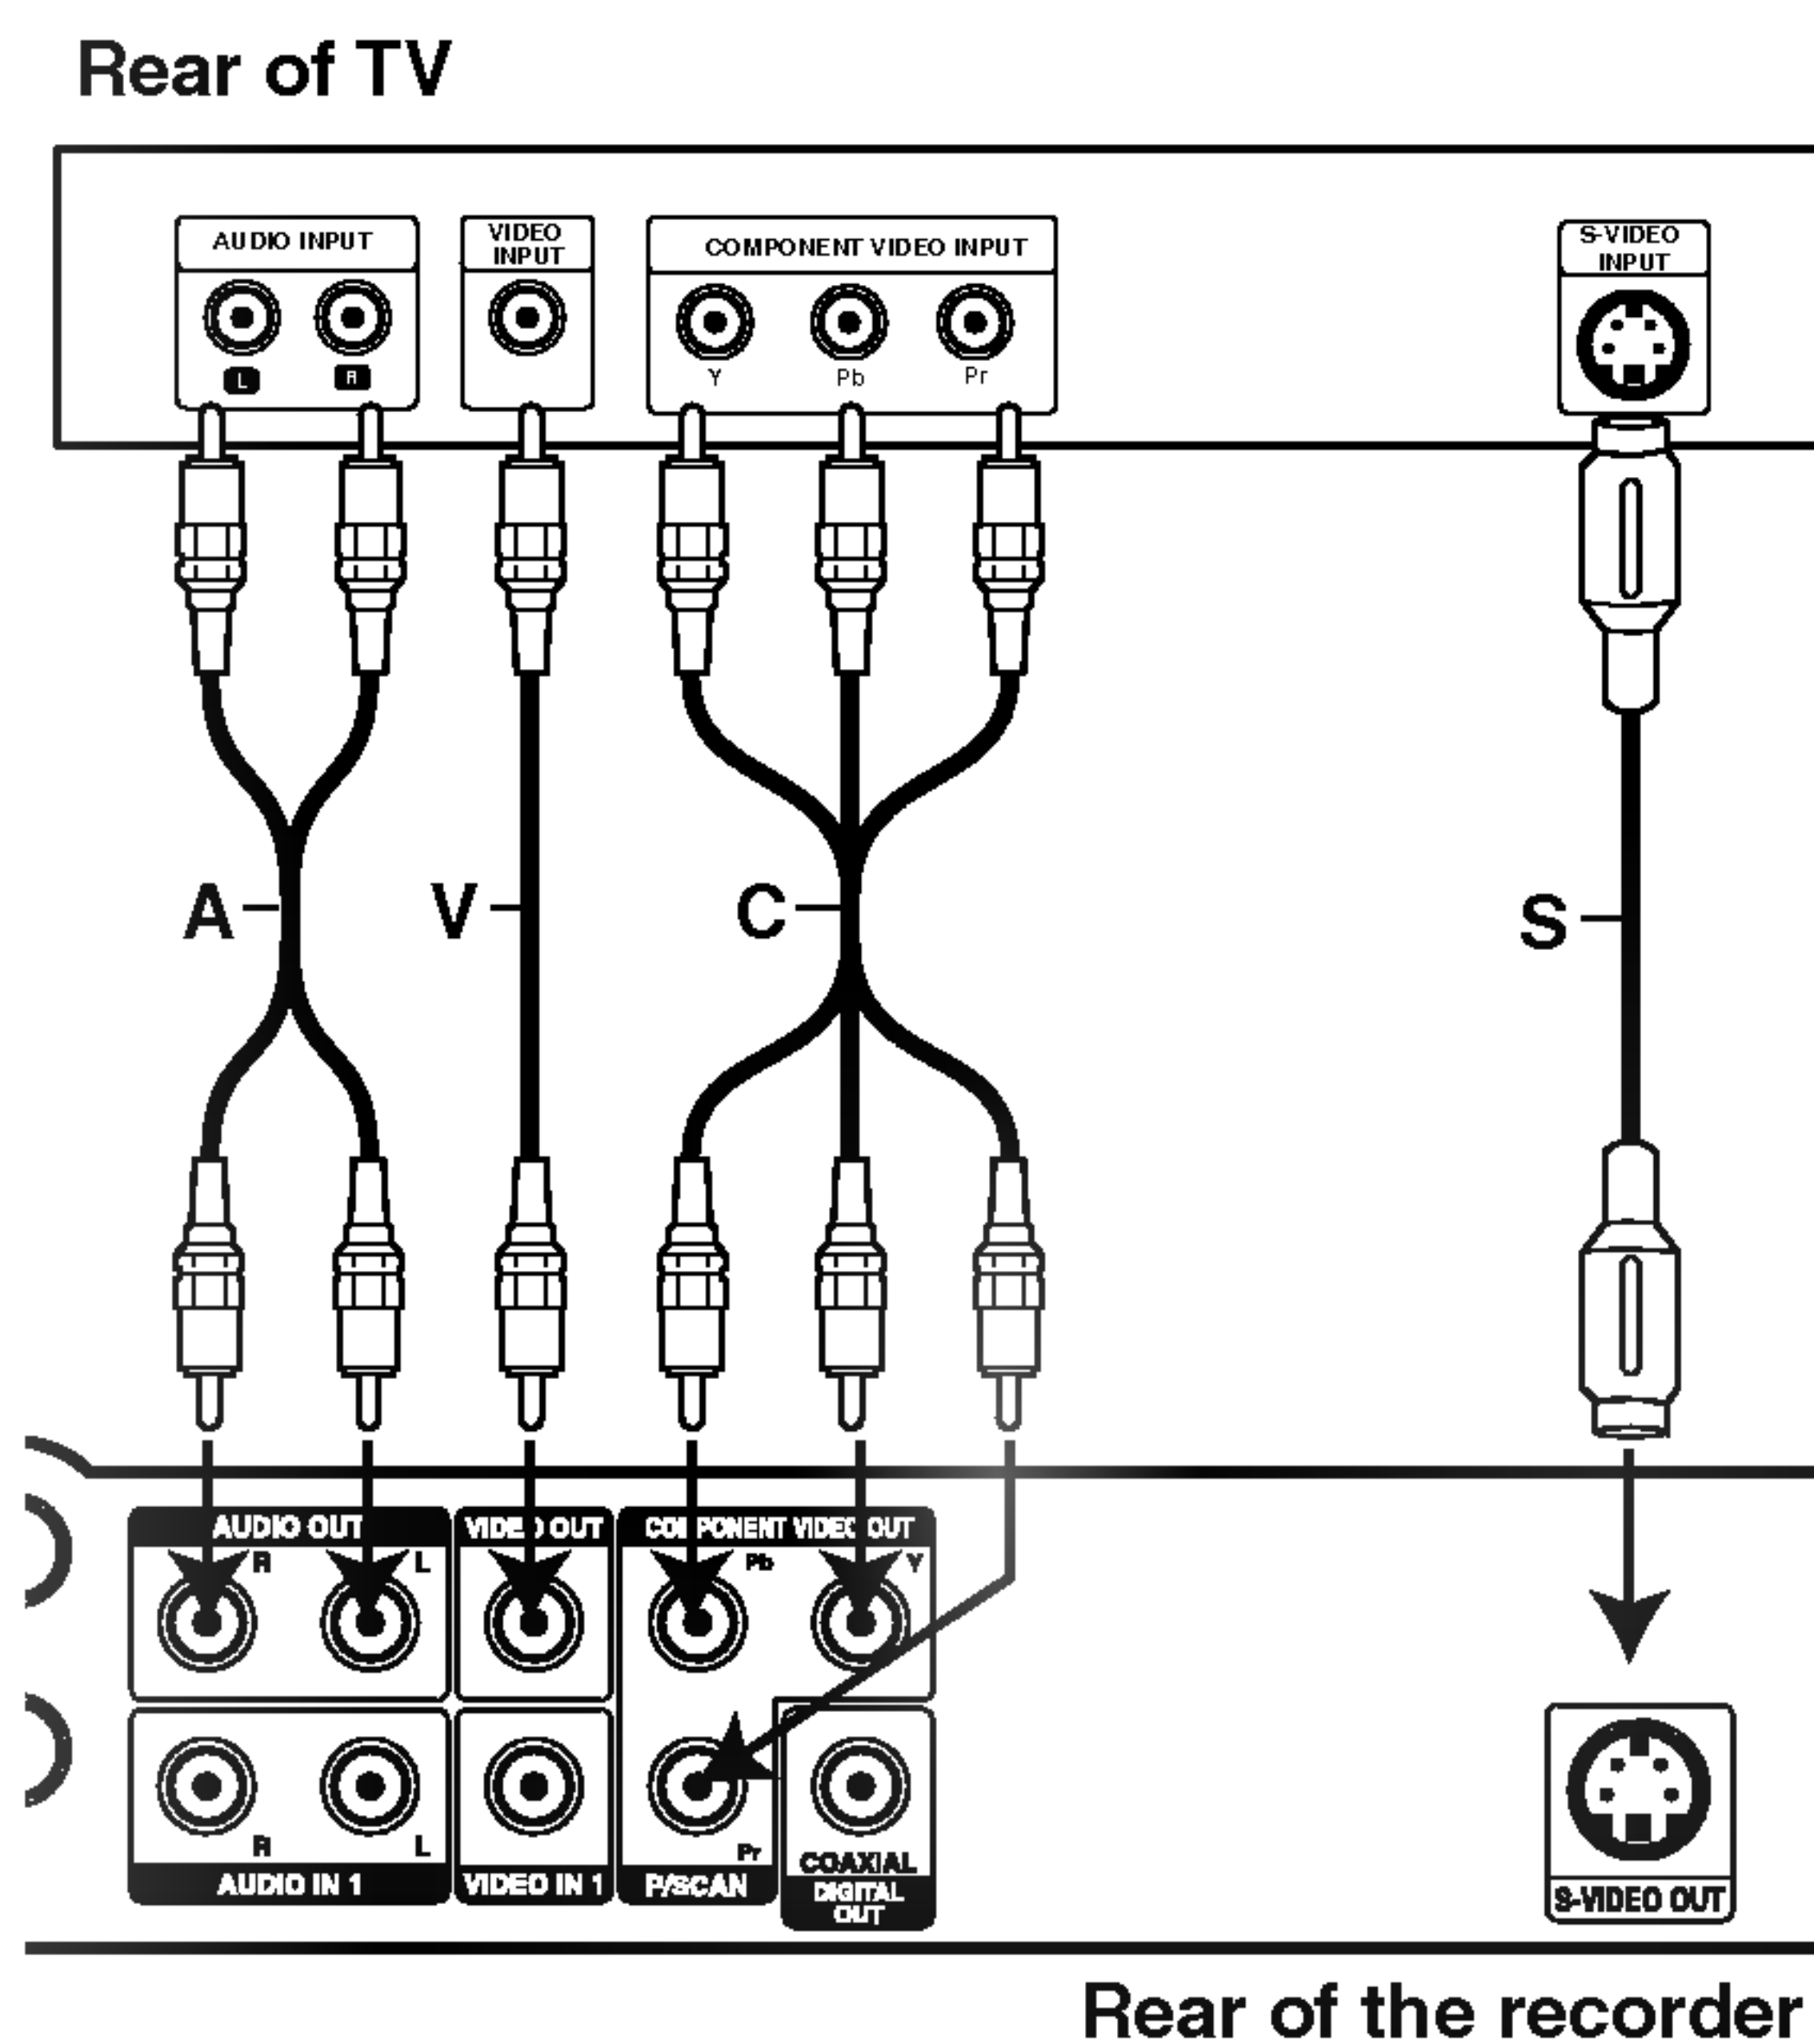 Rear of TV
AUDIO INPUT
VIDEO
INPUT
COMPONENT VIDEO INPUT
S-VIDEO
INPUT
L
R
Y
Pb
Pr
A
V
C
S
AUDIO OUT
VIDEO OUT
COMPONENT VIDEO OUT
R
L
Pb
Y
R
L
Pr
COAXIAL
AUDIO IN 1
VIDEO IN 1
P/SCAN
DIGITAL
OUT
S-VIDEO OUT
Rear of the recorder